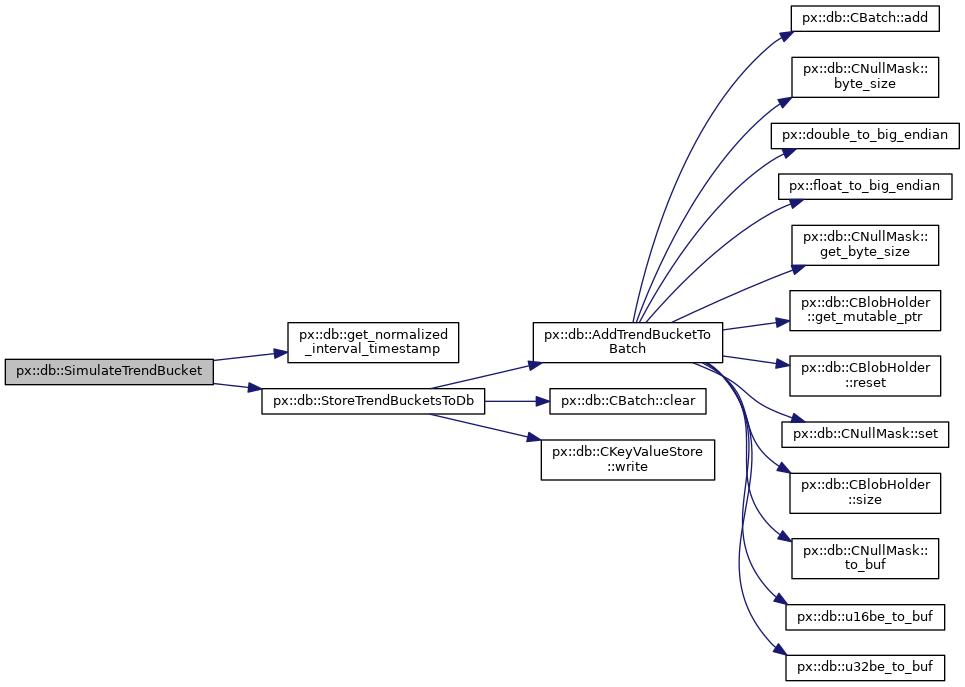 px::db::SimulateTrendBucket
px::db::get_normalized
_interval_timestamp
px::db::StoreTrendBucketsToDb
px::db::AddTrendBucketTo
Batch
px::db::CBatch::clear
px::db::CKeyValueStore
::write
px::db::CBatch::add
px::db::CNullMask::
byte_size
px::double_to_big_endian
px::float_to_big_endian
px::db::CNullMask::
get_byte_size
px::db::CBlobHolder
::get_mutable_ptr
px::db::CBlobHolder
::reset
px::db::CNullMask::set
px::db::CBlobHolder
::size
px::db::CNullMask::
to_buf
px::db::u16be_to_buf
px::db::u32be_to_buf